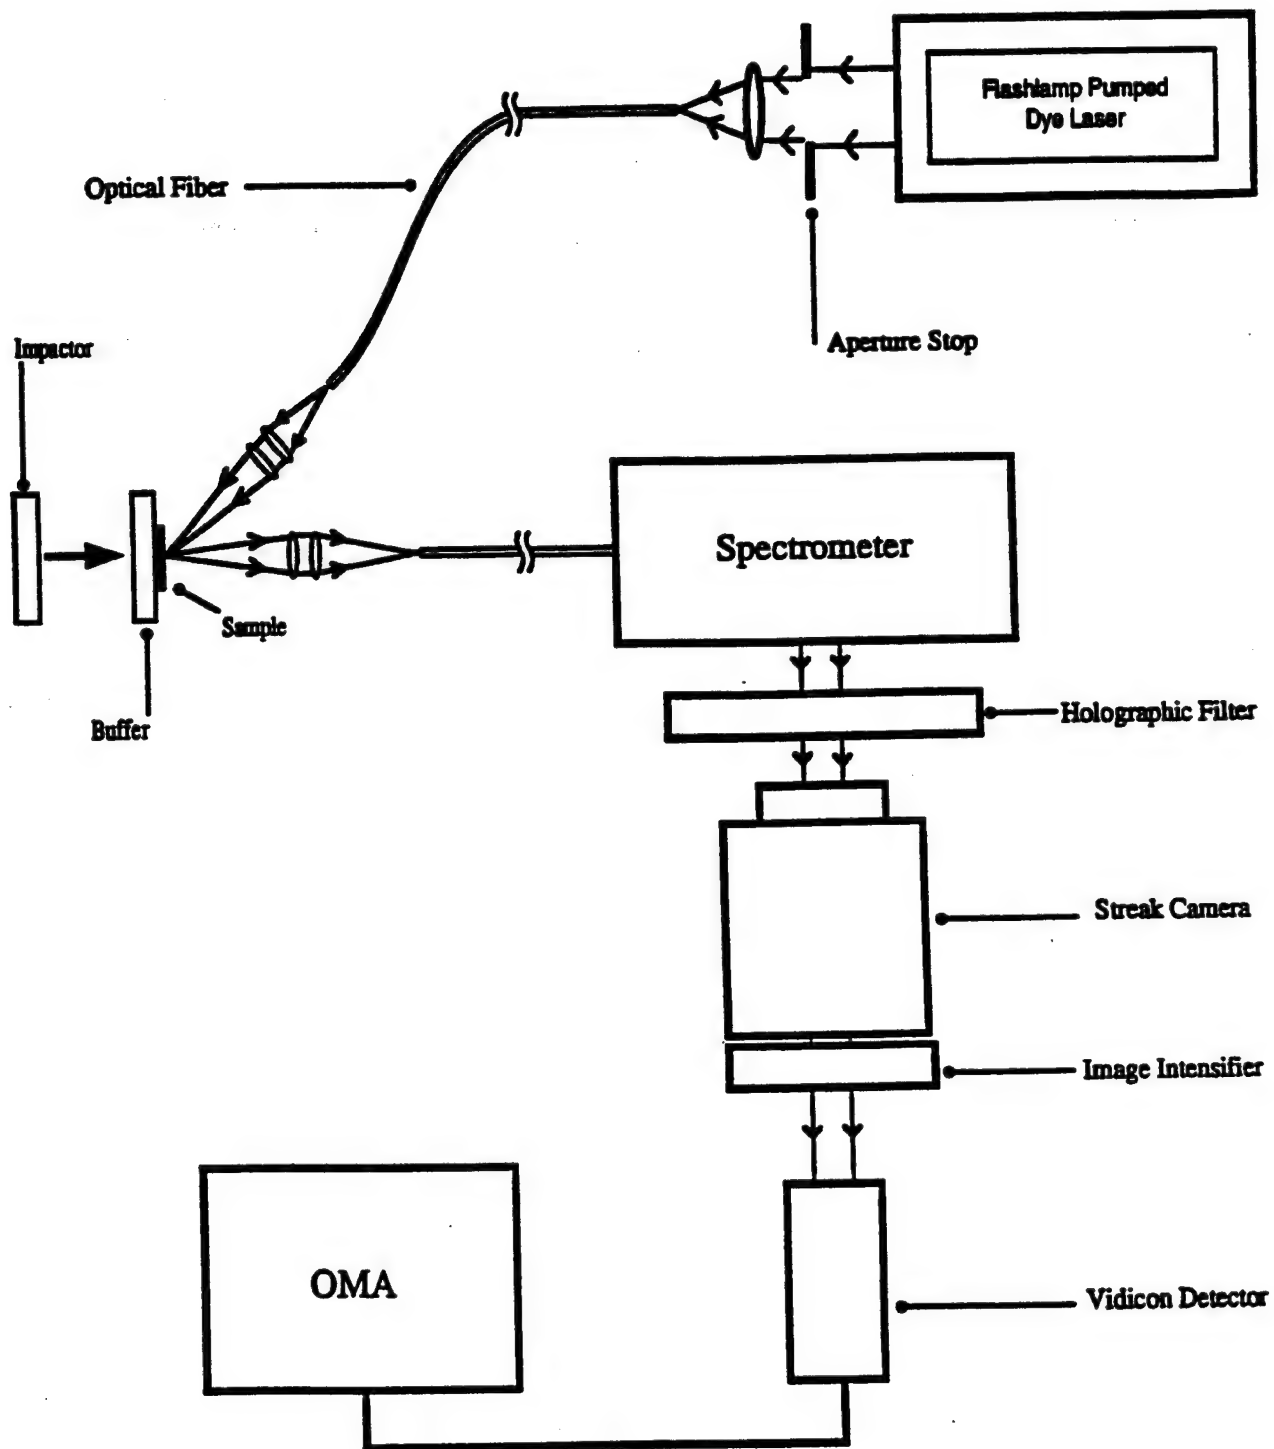 Flashlamp Pumped
Dye Laser
Optical Fiber
Aperture Stop
Impactor
Spectrometer
Sample
Buffer
Holographic Filter
Streak Camera
Image Intensifier
OMA
Vidicon Detector